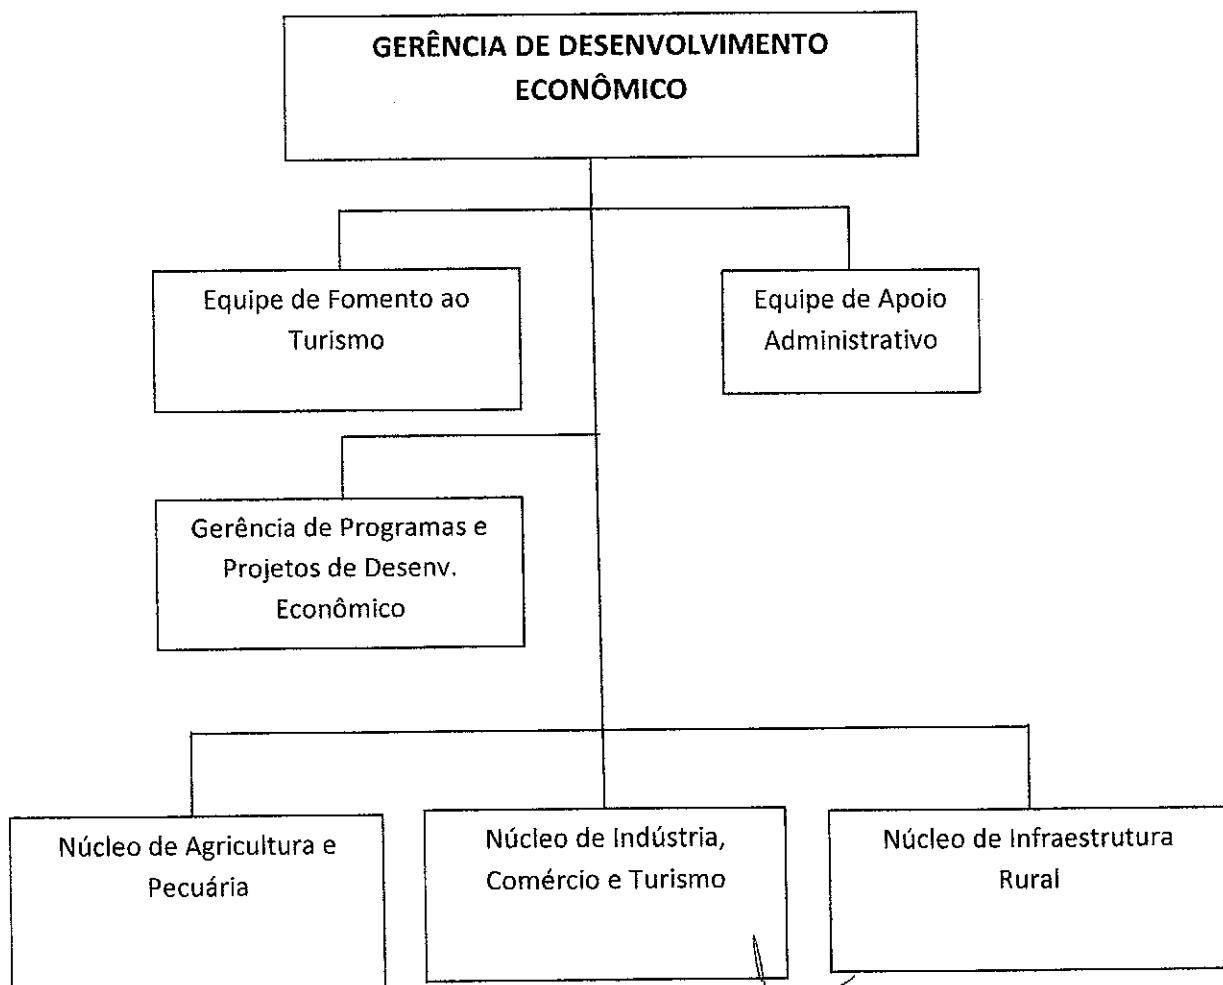 GERÊNCIA DE DESENVOLVIMENTO
ECONÔMICO
Equipe de Fomento ao
Turismo
Equipe de Apoio
Administrativo
Gerência de Programas e
Projetos de Desenv.
Econômico
Núcleo de Agricultura e
Pecuária
Núcleo de Indústria,
Comércio e Turismo
Núcleo de Infraestrutura
Rural